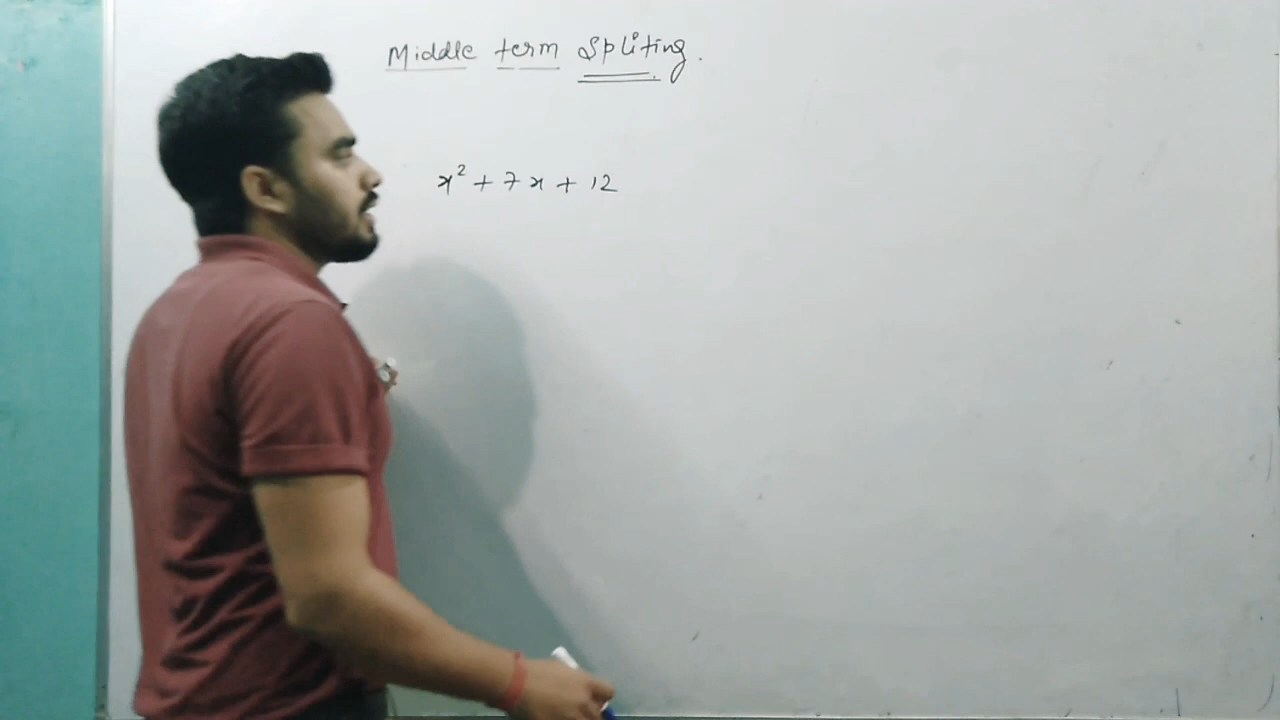 Middle term Spliting.
x² + 7x + 12